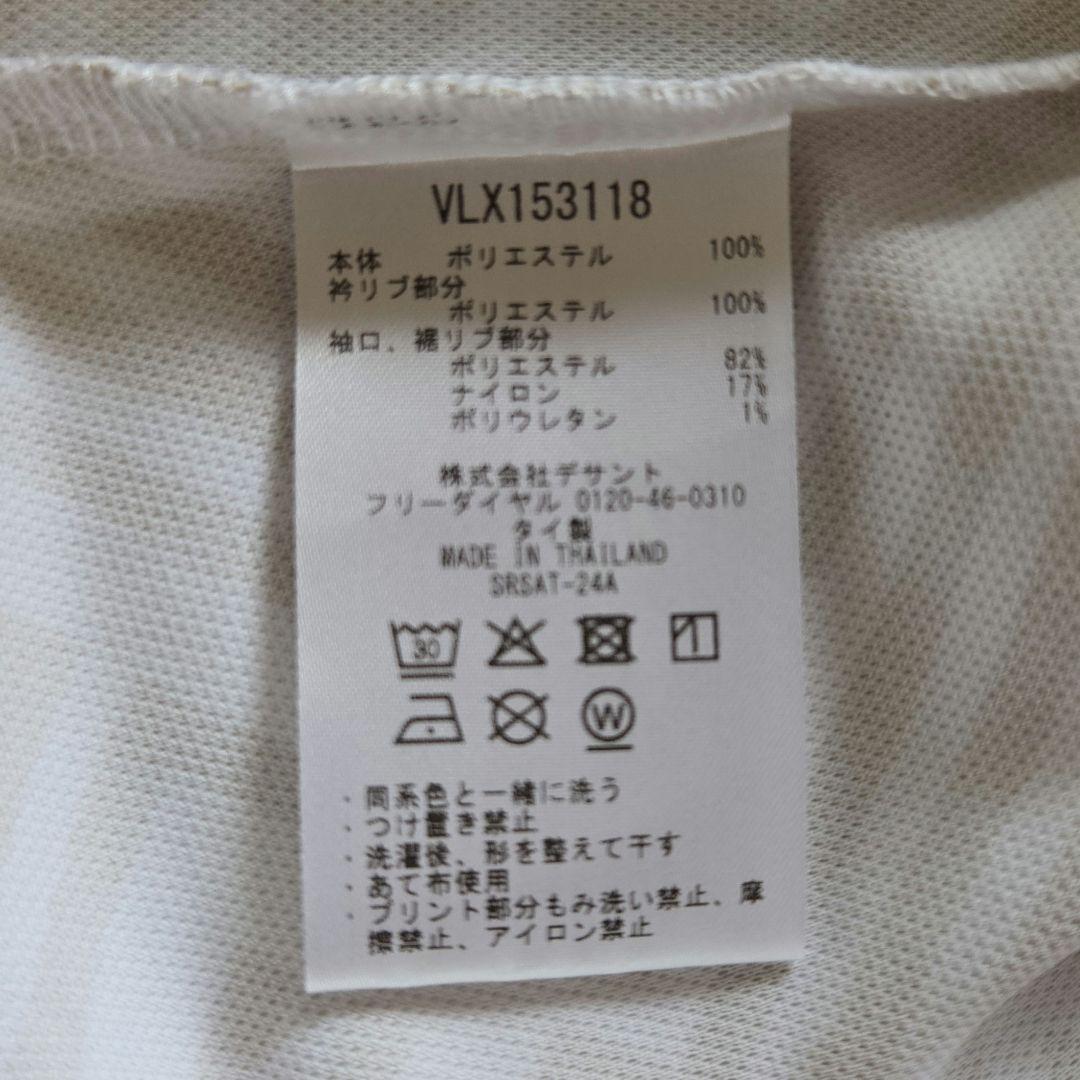 VLX153118
本体 ポリエステル 100%
衿リブ部分
ポリエステル 100%
袖口、裾リブ部分
ポリエステル 82%
ナイロン 17%
ポリウレタン 1%
株式会社デサント
フリーダイヤル 0120-46-0310
タイ製
MADE IN THAILAND
SRSAT-24A
30
W
・同系色と一緒に洗う
・つけ置き禁止
・洗濯後、形を整えて干す
・あて布使用
・プリント部分もみ洗い禁止、摩
擦禁止、アイロン禁止